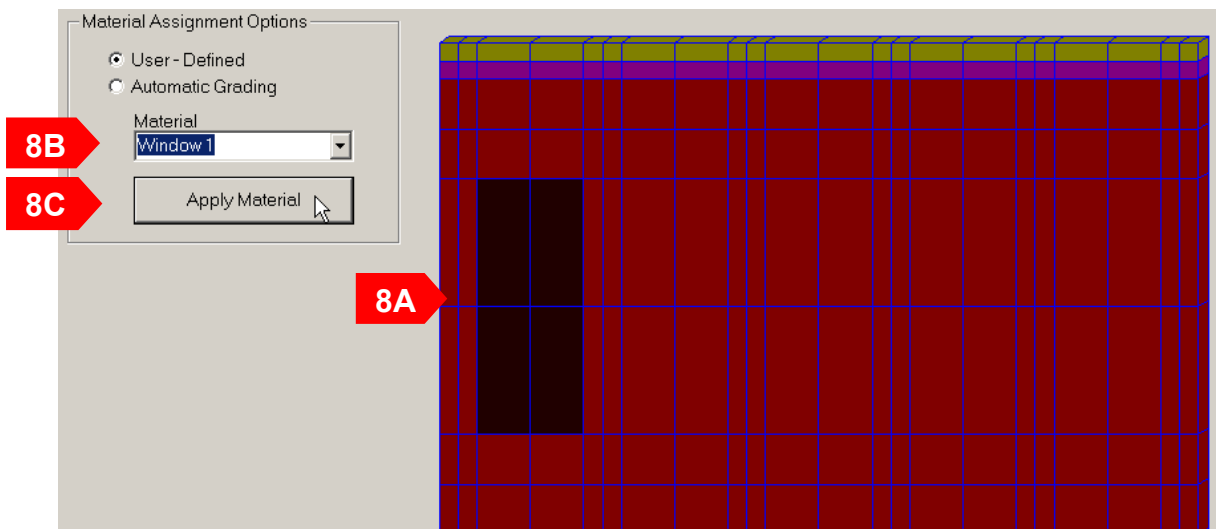 Material Assignment Options
User - Defined
Automatic Grading
Material
8B
Window 1
8C
Apply Material
8A